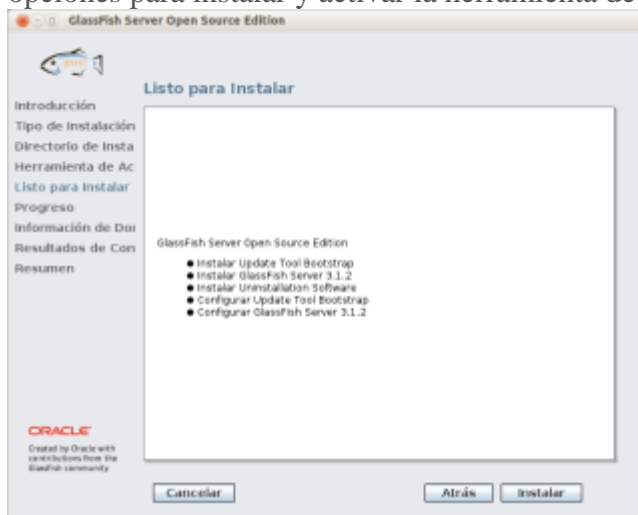 opciones para instalar y activar la herramienta de
GlassFish Server Open Source Edition
Listo para Instalar
Introducción
Tipo de Instalación
Directorio de Insta
Herramienta de Ac
Listo para Instalar
Progreso
Información de Dor
Resultados de Con
Resumen
GlassFish Server Open Source Edition
● Instalar Update Tool Bootstrap
● Instalar GlassFish Server 3.1.2
● Instalar Uninstallation Software
● Configurar Update Tool Bootstrap
● Configurar GlassFish Server 3.1.2
ORACLE
Created by Oracle with
contributions from the
GlassFish community
Cancelar
Atrás
Instalar